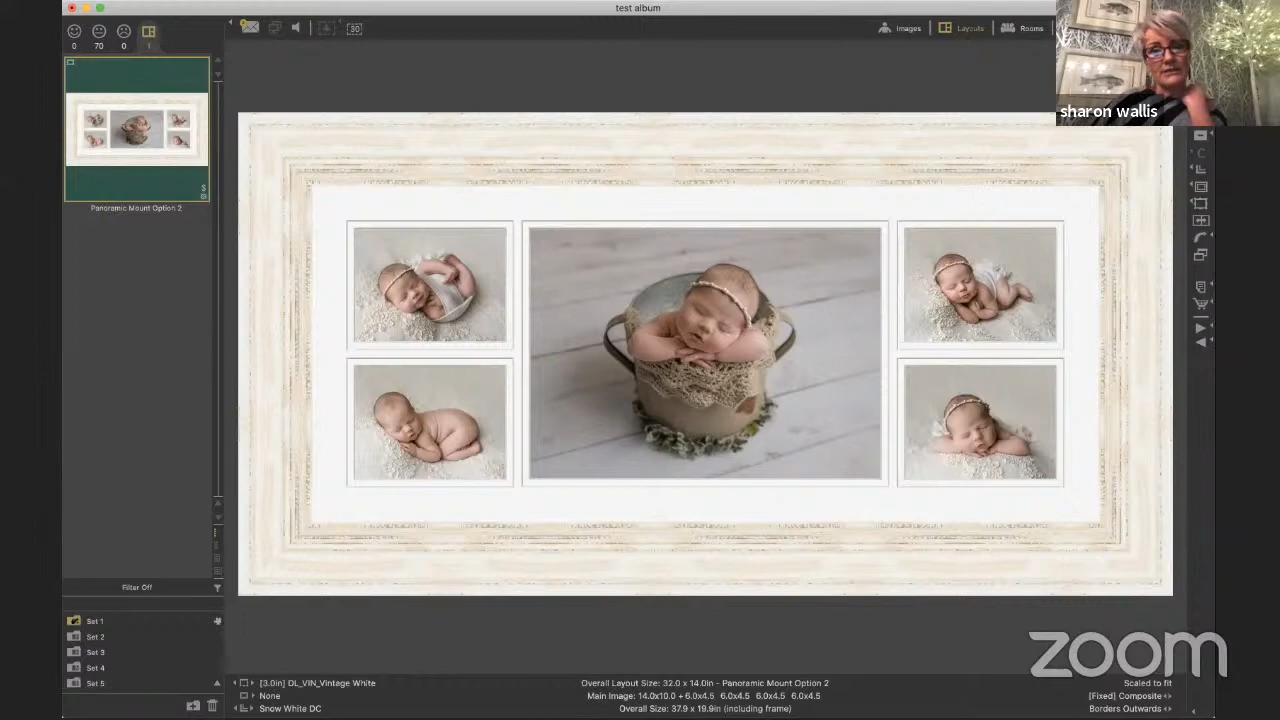 test album
0
70
0
1
30
Images
Layouts
Rooms
sharon wallis
$
Panoramic Mount Option 2
C
Filter Off
Set 1
Set 2
Set 3
Set 4
Set 5
zoom
[3.0in] DL_VIN_Vintage White
None
Snow White DC
Overall Layout Size: 32.0 x 14.0in - Panoramic Mount Option 2
Main Image: 14.0x10.0 + 6.0x4.5 6.0x4.5 6.0x4.5 6.0x4.5
Overall Size: 37.9 x 19.9in (including frame)
Scaled to fit
[Fixed] Composite
Borders Outwards